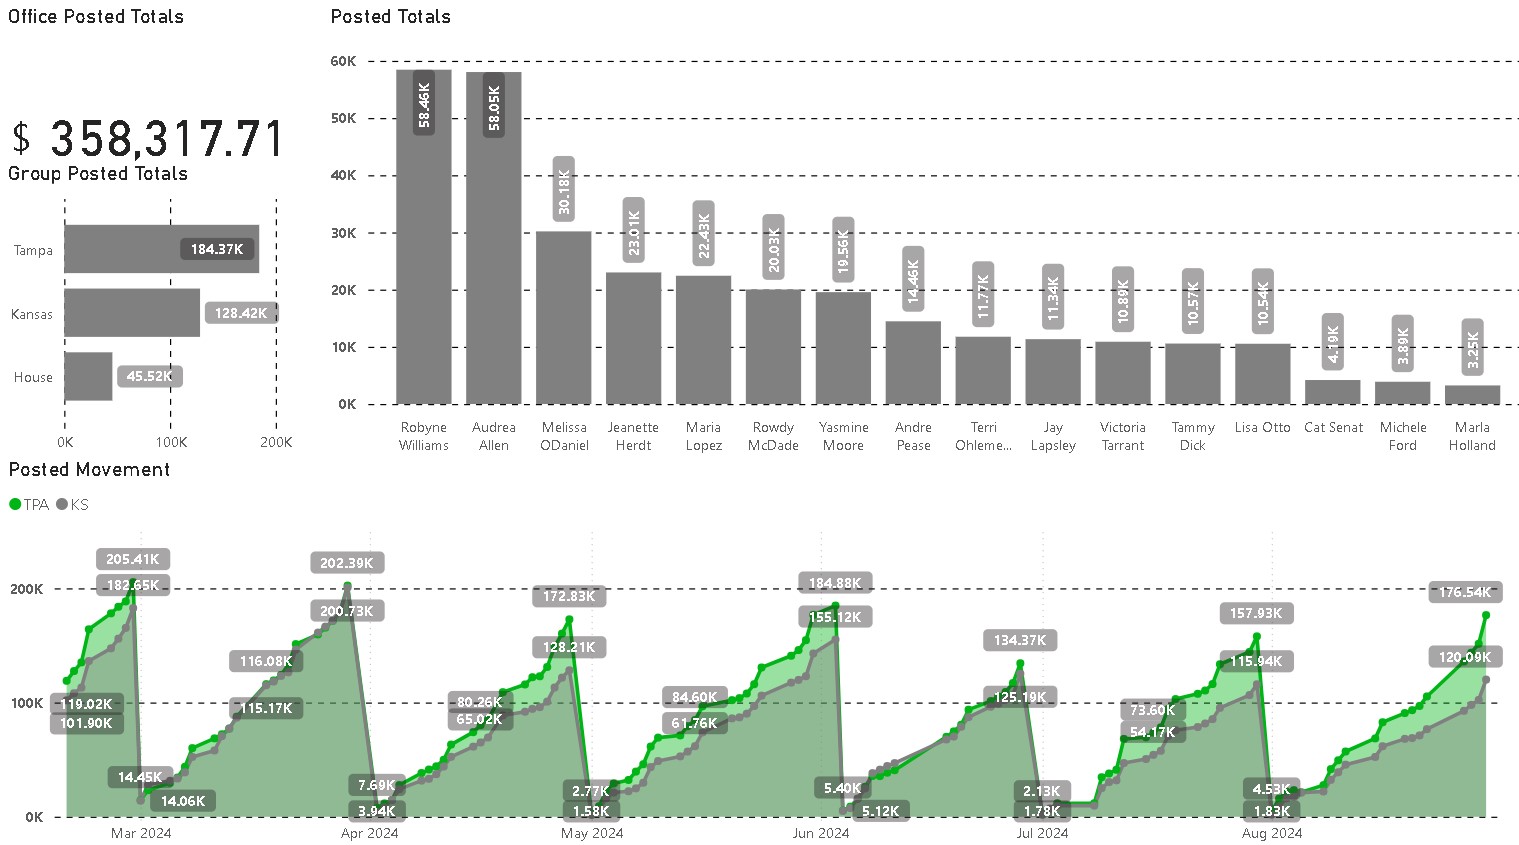 Office Posted Totals
$ 358,317.71
Group Posted Totals
Tampa
184.37K
Kansas
128.42K
House
45.52K
0K 100K 200K
Posted Totals
60K
50K
40K
30K
20K
10K
0K
58.46K
58.05K
30.18K
23.01K
22.43K
20.03K
19.56K
14.46K
11.77K
11.34K
10.89K
10.57K
10.54K
4.19K
3.89K
3.25K
Robyne
Williams
Audrea
Allen
Melissa
ODaniel
Jeanette
Herdt
Maria
Lopez
Rowdy
McDade
Yasmine
Moore
Andre
Pease
Terri
Ohleme...
Jay
Lapsley
Victoria
Tarrant
Tammy
Dick
Lisa Otto
Cat Senat
Michele
Ford
Marla
Holland
Posted Movement
TPA KS
200K
100K
0K
119.02K
101.90K
205.41K
182.65K
14.45K
14.06K
116.08K
115.17K
202.39K
200.73K
7.69K
3.94K
80.26K
65.02K
172.83K
128.21K
2.77K
1.58K
84.60K
61.76K
184.88K
155.12K
5.40K
5.12K
134.37K
125.19K
2.13K
1.78K
73.60K
54.17K
157.93K
115.94K
4.53K
1.83K
176.54K
120.09K
Mar 2024 Apr 2024 May 2024 Jun 2024 Jul 2024 Aug 2024